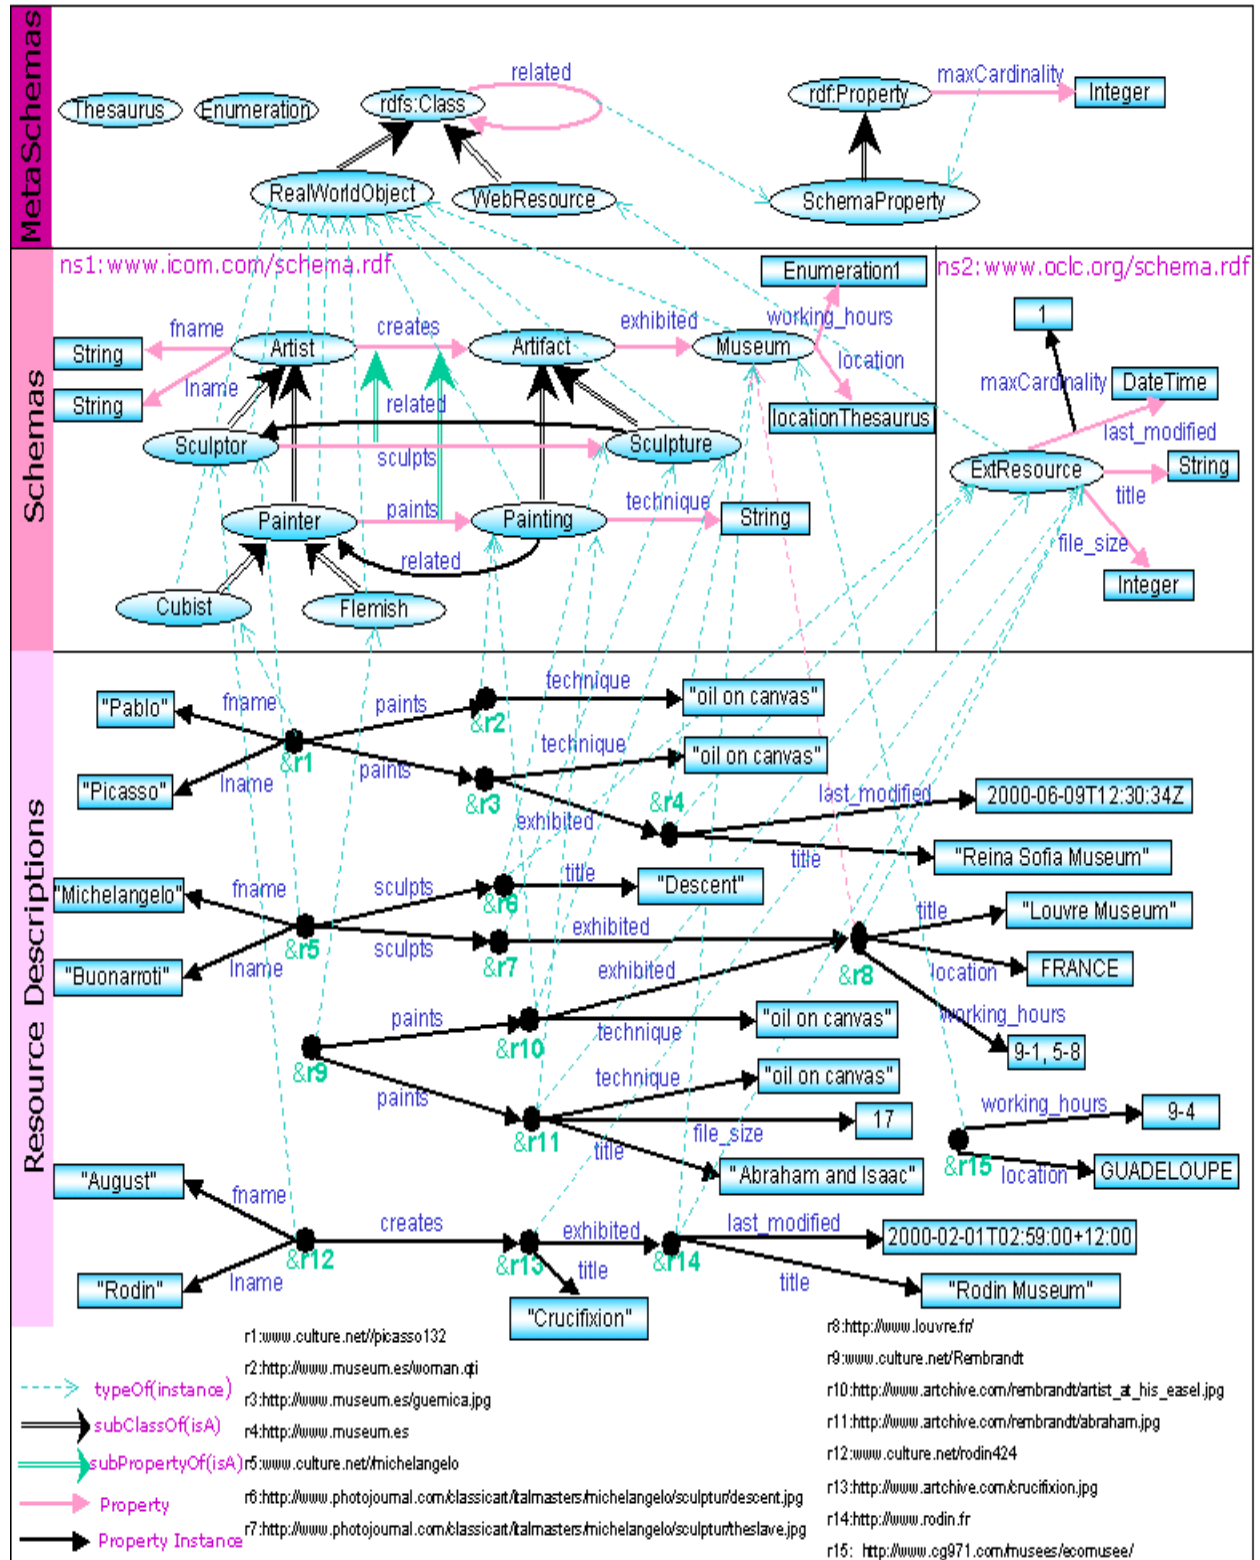 MetaSchemas
related
maxCardinality
Thesaurus
Enumeration
rdfs:Class
rdf:Property
Integer
RealWorldObject
WebResource
SchemaProperty
Schemas
ns1:www.icom.com/schema.rdf
ns2:www.oclc.org/schema.rdf
Enumeration1
1
fname
creates
exhibited
working_hours
String
Artist
Artifact
Museum
location
maxCardinality
DateTime
lname
String
related
locationThesaurus
last_modified
Sculptor
sculpts
Sculpture
ExtResource
String
title
paints
technique
Painter
Painting
String
file_size
related
Integer
Cubist
Flemish
Resource Descriptions
"Pablo"
fname
paints
technique
"oil on canvas"
&r2
&r1
technique
"oil on canvas"
"Picasso"
lname
paints
&r3
&r4
last_modified
2000-06-09T12:30:34Z
exhibited
title
"Reina Sofia Museum"
"Michelangelo"
fname
sculpts
title
"Descent"
&r6
title
"Louvre Museum"
&r5
sculpts
&r7
exhibited
"Buonarroti"
lname
exhibited
&r8
location
FRANCE
paints
&r10
technique
"oil on canvas"
working_hours
9-1, 5-8
&r9
paints
technique
"oil on canvas"
&r11
file_size
17
title
"Abraham and Isaac"
working_hours
9-4
&r15
location
GUADELOUPE
"August"
fname
creates
exhibited
last_modified
2000-02-01T02:59:00+12:00
&r12
&r13
&r14
"Rodin"
lname
title
title
"Rodin Museum"
"Crucifixion"
typeOf(instance)
subClassOf(isA)
subPropertyOf(isA)
Property
Property Instance
r1:www.culture.net//picasso132
r2:http://www.museum.es/woman.qti
r3:http://www.museum.es/guernica.jpg
r4:http://www.museum.es
r5:www.culture.net//michelangelo
r6:http://www.photojournal.com/classicart/italmasters/michelangelo/sculptur/descent.jpg
r7:http://www.photojournal.com/classicart/italmasters/michelangelo/sculptur/theslave.jpg
r8:http://www.louvre.fr/
r9:www.culture.net/Rembrandt
r10:http://www.artchive.com/rembrandt/artist_at_his_easel.jpg
r11:http://www.artchive.com/rembrandt/abraham.jpg
r12:www.culture.net/rodin424
r13:http://www.artchive.com/crucifixion.jpg
r14:http://www.rodin.fr
r15: http://www.cg971.com/musees/ecomusee/